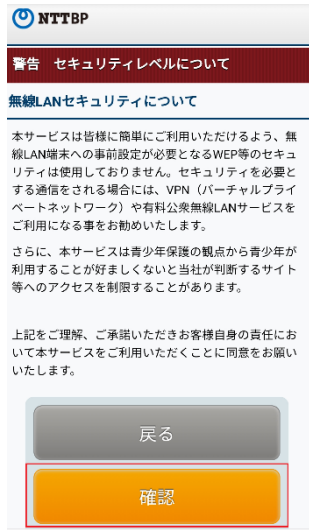 NTTBP
警告 セキュリティレベルについて
無線LANセキュリティについて
本サービスは皆様に簡単にご利用いただけるよう、無
線LAN端末への事前設定が必要となるWEP等のセキュ
リティは使用しておりません。セキュリティを必要と
する通信をされる場合には、VPN（バーチャルプライ
ベートネットワーク）や有料公衆無線LANサービスを
ご利用になる事をお勧めいたします。
さらに、本サービスは青少年保護の観点から青少年が
利用することが好ましくないと当社が判断するサイト
等へのアクセスを制限することがあります。
上記をご理解、ご承諾いただきお客様自身の責任にお
いて本サービスをご利用いただくことに同意をお願い
いたします。
戻る
確認